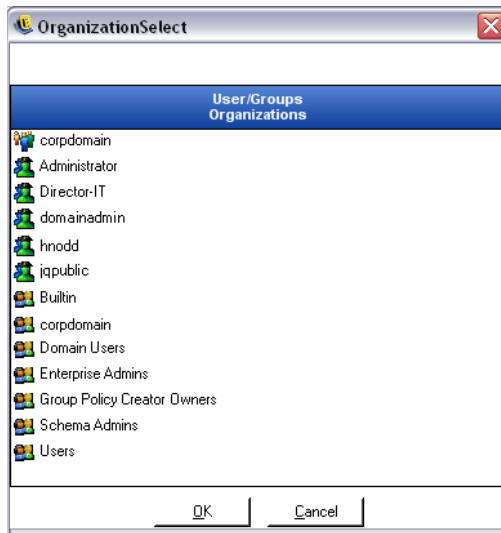 OrganizationSelect
User/Groups
Organizations
corpdomain
Administrator
Director-IT
domainadmin
hnodd
jqpublic
Builtin
corpdomain
Domain Users
Enterprise Admins
Group Policy Creator Owners
Schema Admins
Users
OK Cancel